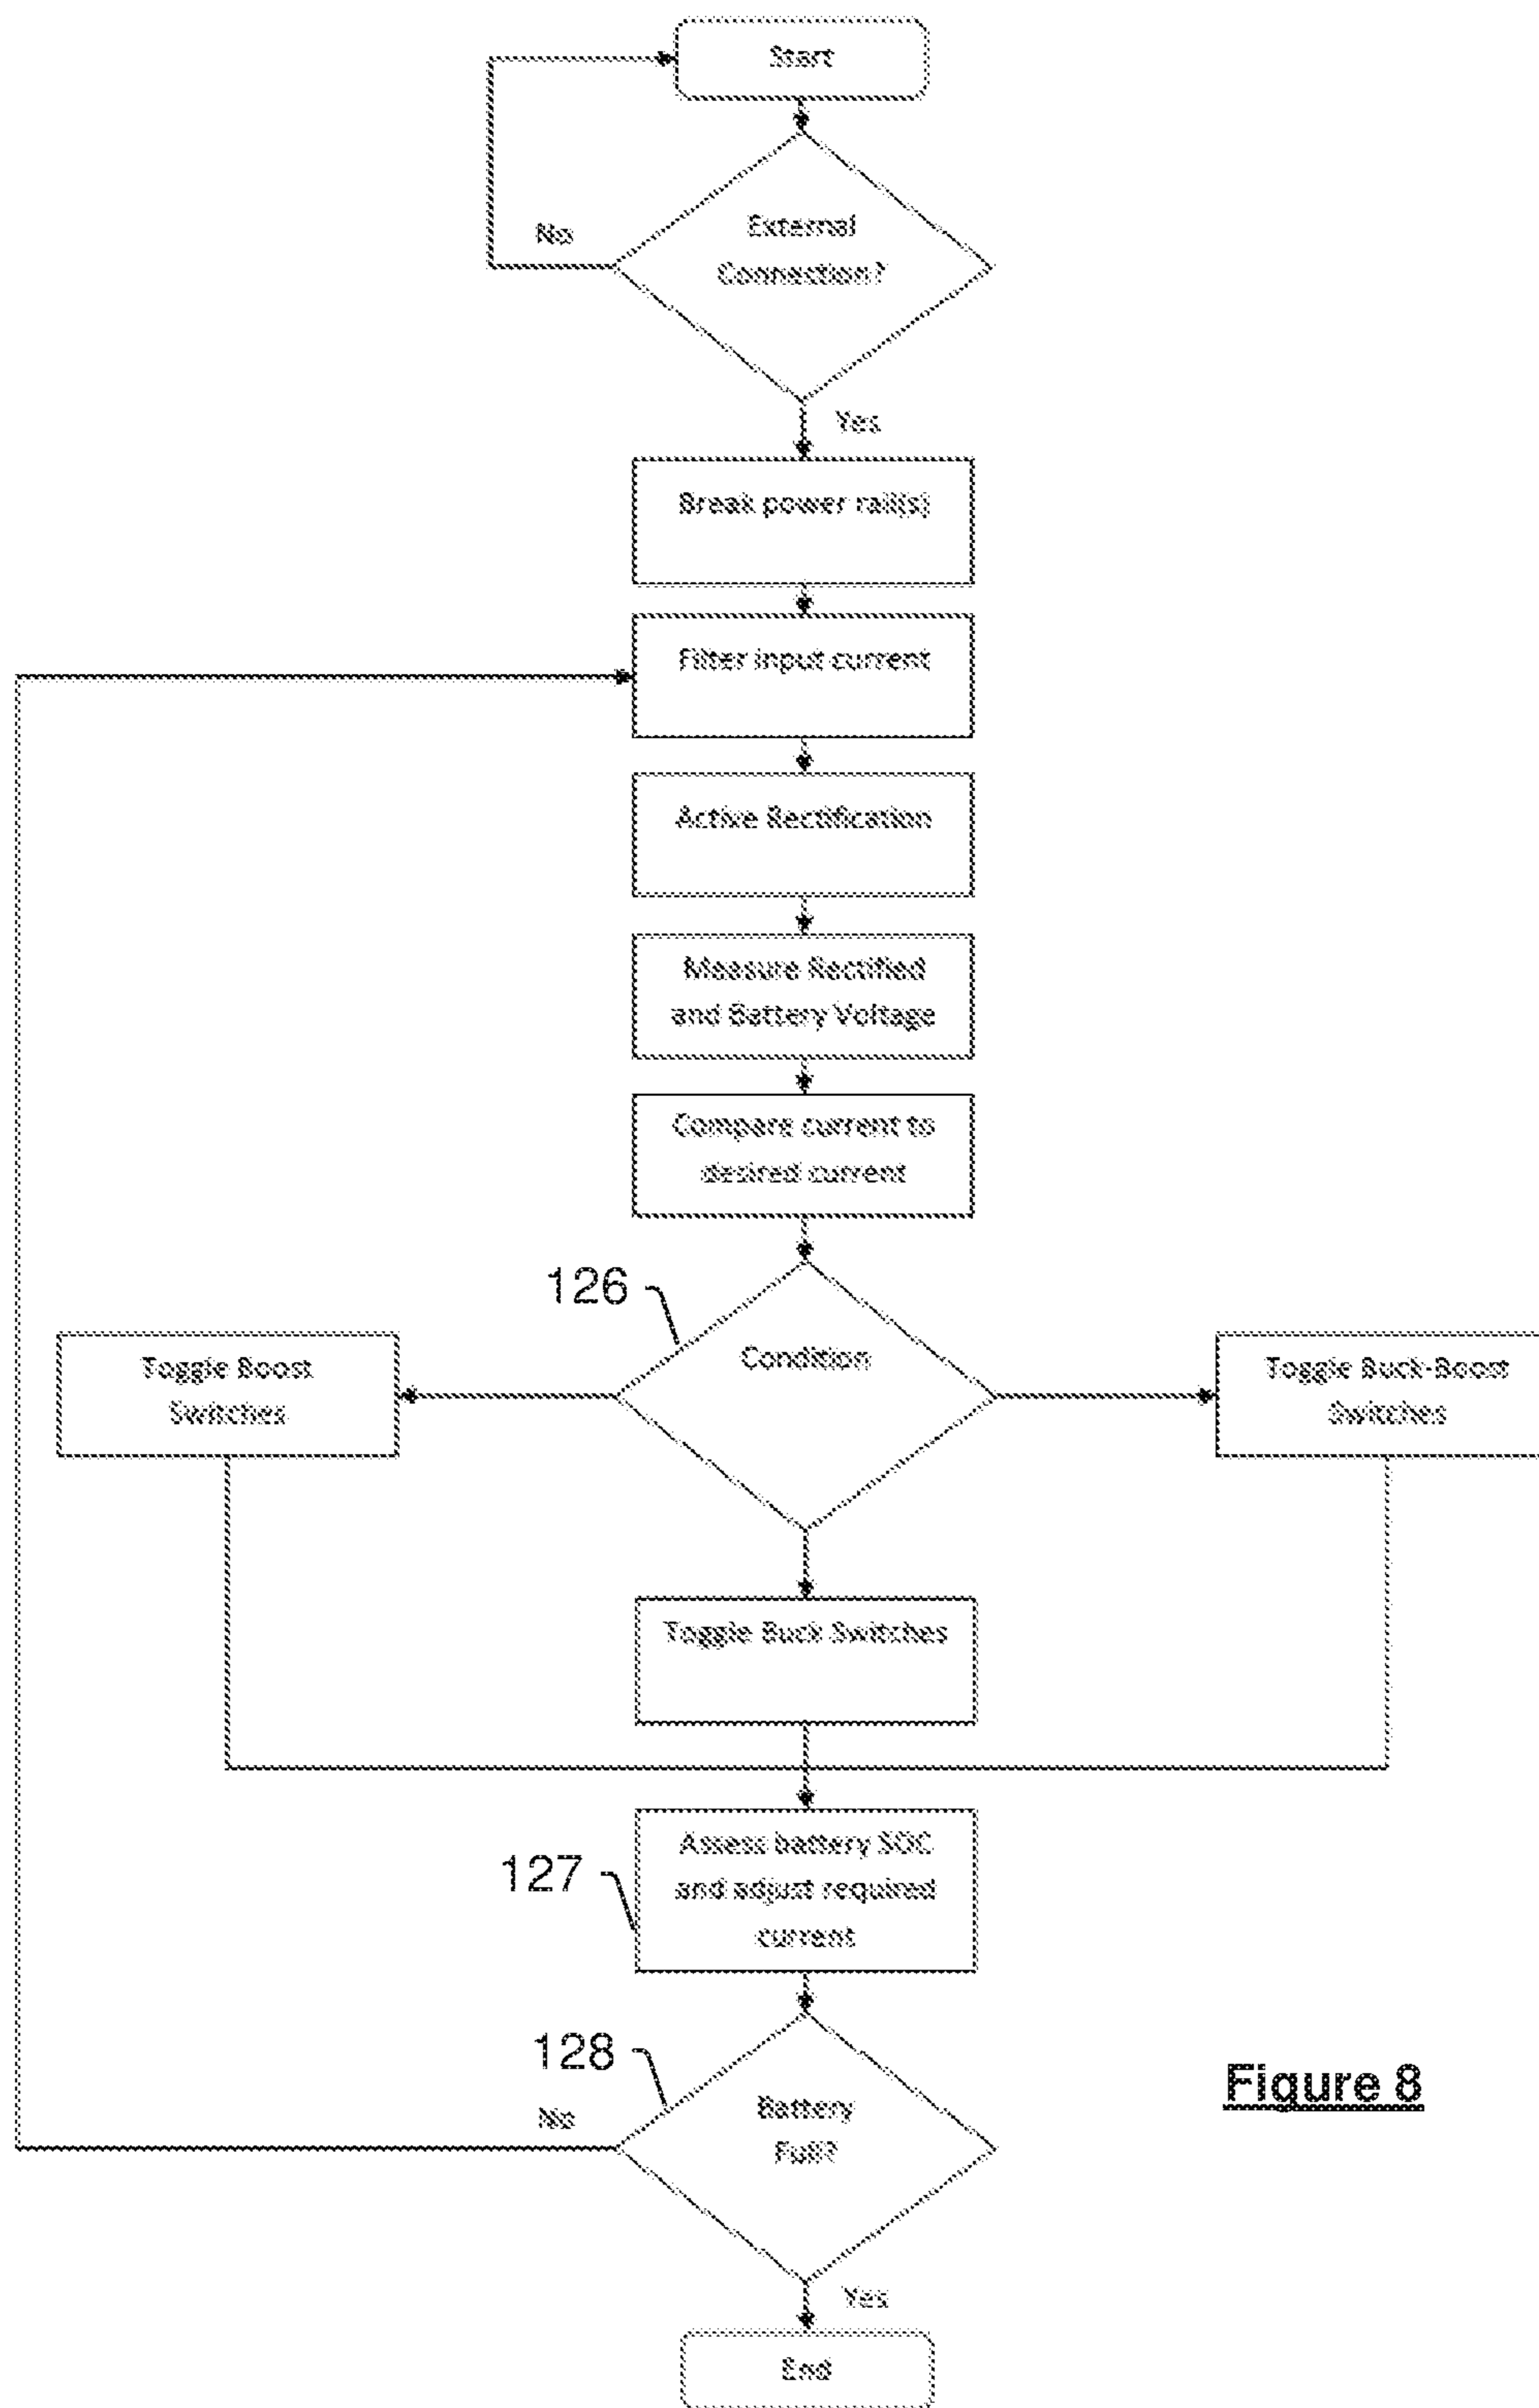 Start
External
Connection?
No
Yes
Break power rail(s)
Filter input current
Active Rectification
Measure Rectified
and Battery Voltage
Compare current to
desired current
126
Condition
Toggle Boost
Switches
Toggle Buck-Boost
Switches
Toggle Buck Switches
127
Assess battery SOC
and adjust required
current
128
Battery
Full?
No
Yes
End
Figure 8